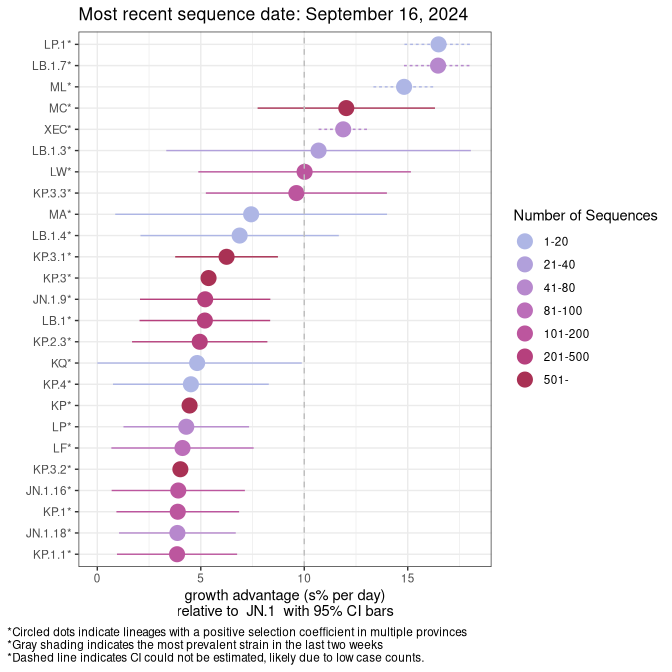 Most recent sequence date: September 16, 2024
LP.1*
LB.1.7*
ML*
MC*
XEC*
LB.1.3*
LW*
KP.3.3*
MA*
LB.1.4*
KP.3.1*
KP.3*
JN.1.9*
LB.1*
KP.2.3*
KQ*
KP.4*
KP*
LP*
LF*
KP.3.2*
JN.1.16*
KP.1*
JN.1.18*
KP.1.1*
0 5 10 15
growth advantage (s% per day)
relative to JN.1 with 95% CI bars
Number of Sequences
1-20
21-40
41-80
81-100
101-200
201-500
501-
*Circled dots indicate lineages with a positive selection coefficient in multiple provinces
*Gray shading indicates the most prevalent strain in the last two weeks
*Dashed line indicates CI could not be estimated, likely due to low case counts.